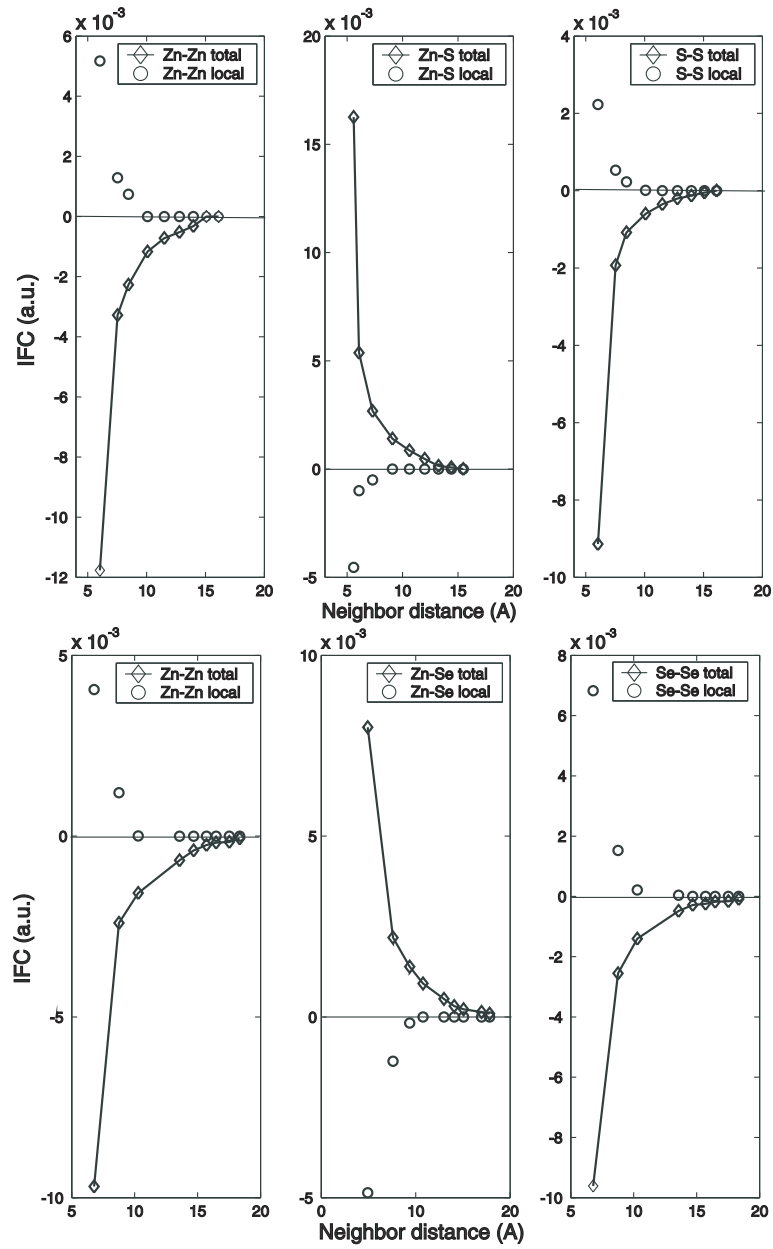 x 10⁻³
6
4
2
0
-2
-4
-6
-8
-10
-12
5 10 15 20
Zn-Zn total
Zn-Zn local
IFC (a.u.)
x 10⁻³
20
15
10
5
0
-5
0 5 10 15 20
Zn-S total
Zn-S local
Neighbor distance (A)
x 10⁻³
4
2
0
-2
-4
-6
-8
-10
5 10 15 20
S-S total
S-S local
x 10⁻³
5
0
-5
-10
5 10 15 20
Zn-Zn total
Zn-Zn local
IFC (a.u.)
x 10⁻³
10
5
0
-5
0 5 10 15 20
Zn-Se total
Zn-Se local
Neighbor distance (A)
x 10⁻³
8
6
4
2
0
-2
-4
-6
-8
-10
5 10 15 20
Se-Se total
Se-Se local